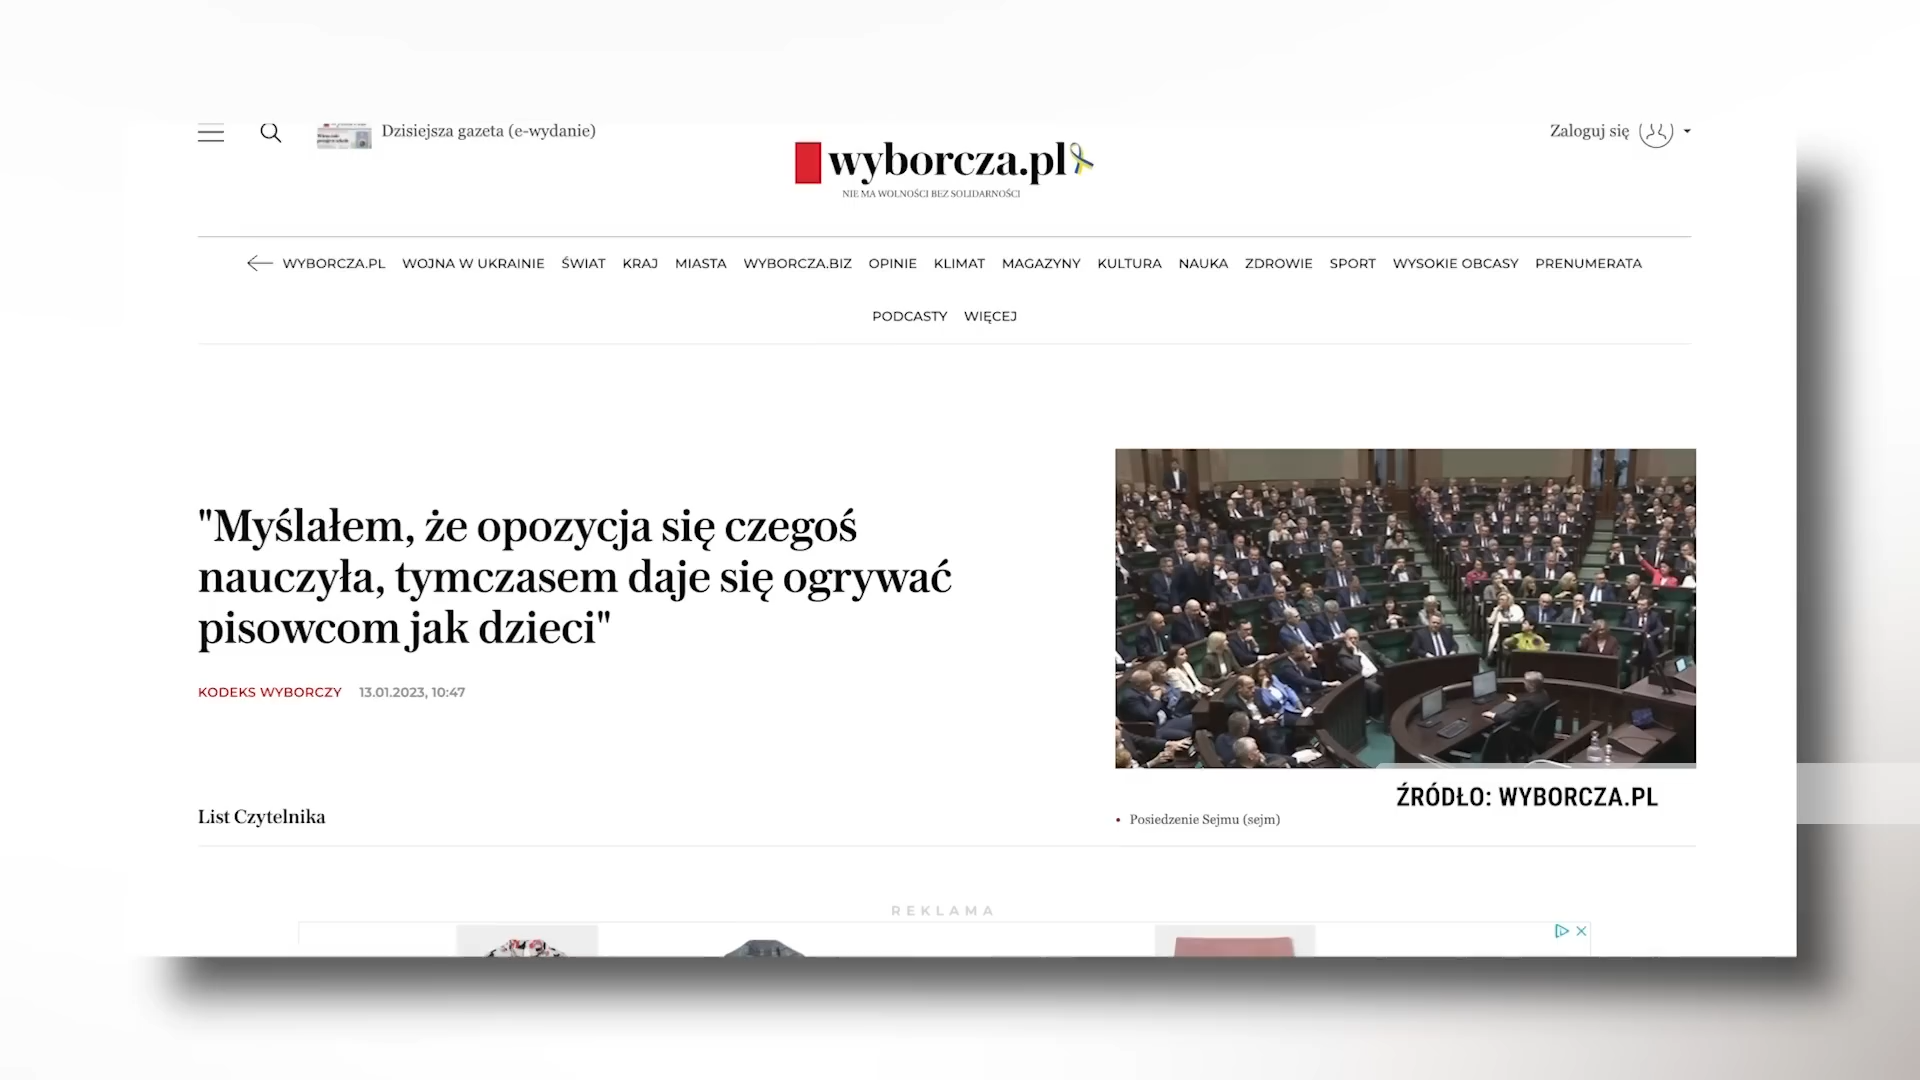 Dzisiejsza gazeta (e-wydanie)
Zaloguj się
wyborcza.pl
NIE MA WOLNOŚCI BEZ SOLIDARNOŚCI
WYBORCZA.PL WOJNA W UKRAINIE ŚWIAT KRAJ MIASTA WYBORCZA.BIZ OPINIE KLIMAT MAGAZYNY KULTURA NAUKA ZDROWIE SPORT WYSOKIE OBCASY PRENUMERATA
PODCASTY WIĘCEJ
"Myślałem, że opozycja się czegoś
nauczyła, tymczasem daje się ogrywać
pisowcom jak dzieci"
KODEKS WYBORCZY 13.01.2023, 10:47
List Czytelnika
ŹRÓDŁO: WYBORCZA.PL
• Posiedzenie Sejmu (sejm)
REKLAMA